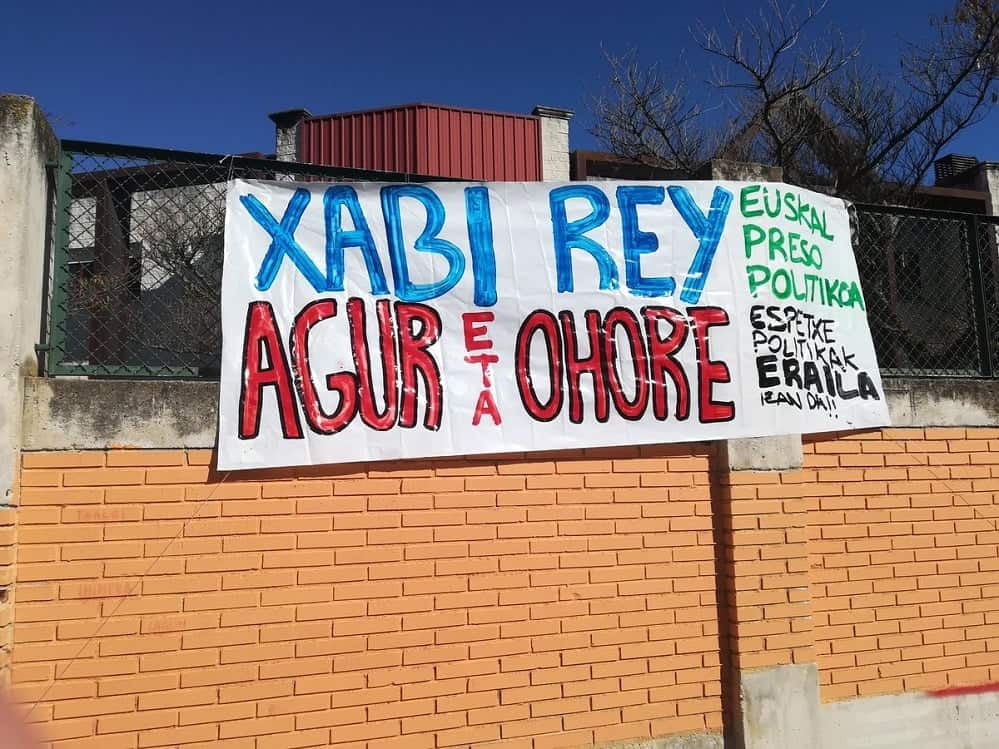 XABI REY
AGUR ETA OHORE
EUSKAL
PRESO
POLITIKOA
ESPETXE
POLITIKAK
ERAILA
IZAN DA!!